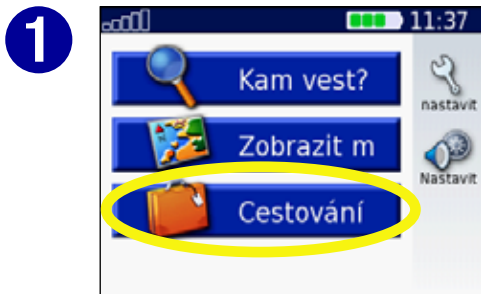 1
11:37
Kam vest?
nastavit
Zobrazit m
Nastavit
Cestování